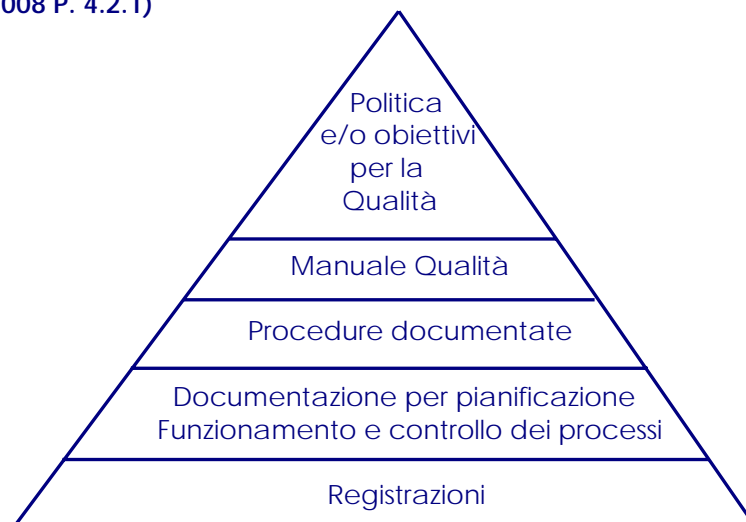 008 P. 4.2.1)
Politica
e/o obiettivi
per la
Qualità
Manuale Qualità
Procedure documentate
Documentazione per pianificazione
Funzionamento e controllo dei processi
Registrazioni